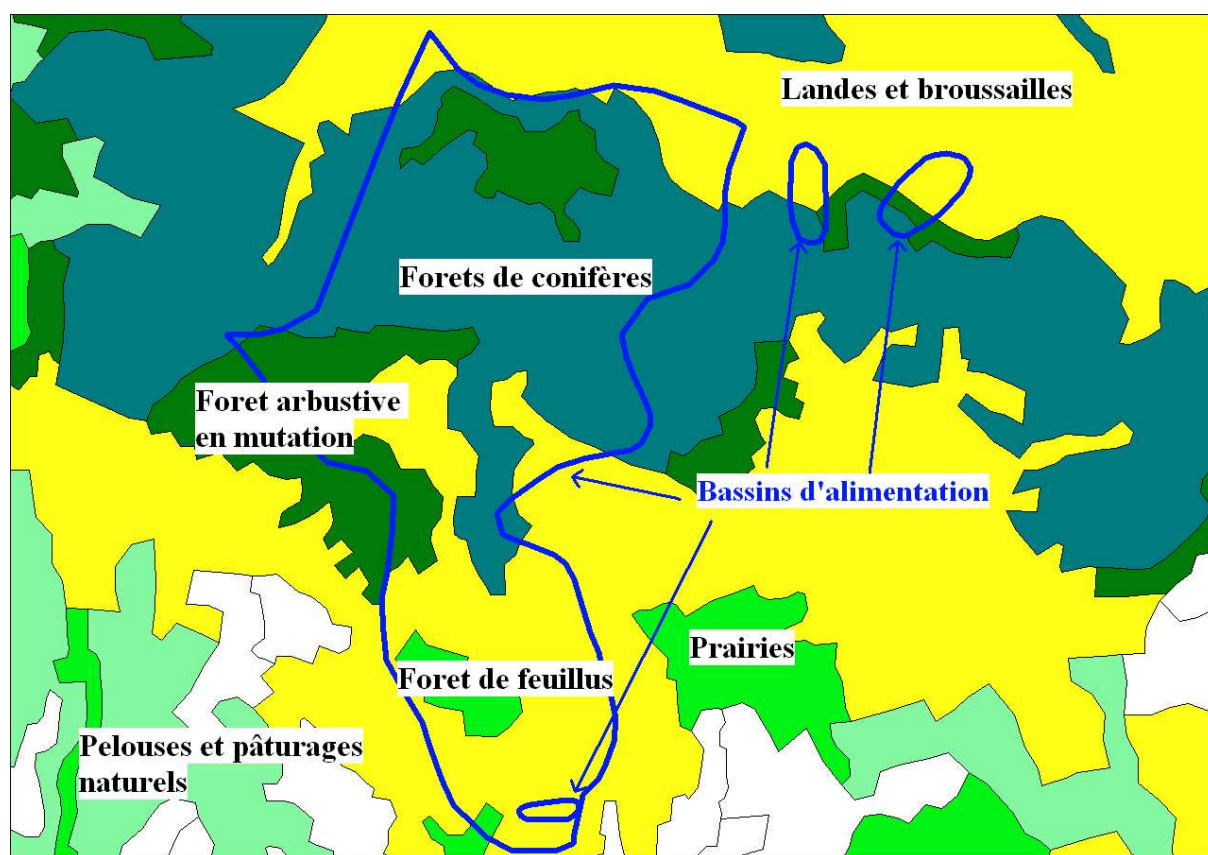 Landes et broussailles
Forets de conifères
Foret arbustive
en mutation
Bassins d'alimentation
Prairies
Foret de feuillus
Pelouses et pâturages
naturels